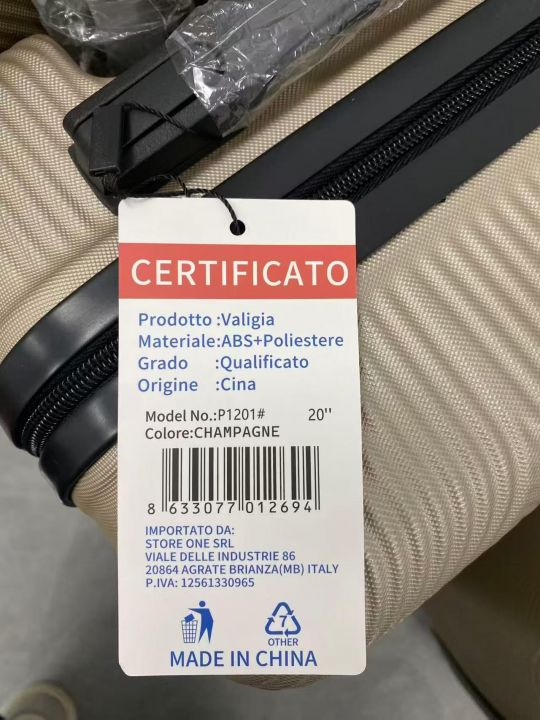 CERTIFICATO
Prodotto :Valigia
Materiale:ABS+Poliestere
Grado :Qualificato
Origine :Cina
Model No.:P1201# 20''
Colore:CHAMPAGNE
8 633077 012694
IMPORTATO DA:
STORE ONE SRL
VIALE DELLE INDUSTRIE 86
20864 AGRATE BRIANZA(MB) ITALY
P.IVA: 12561330965
7
OTHER
MADE IN CHINA